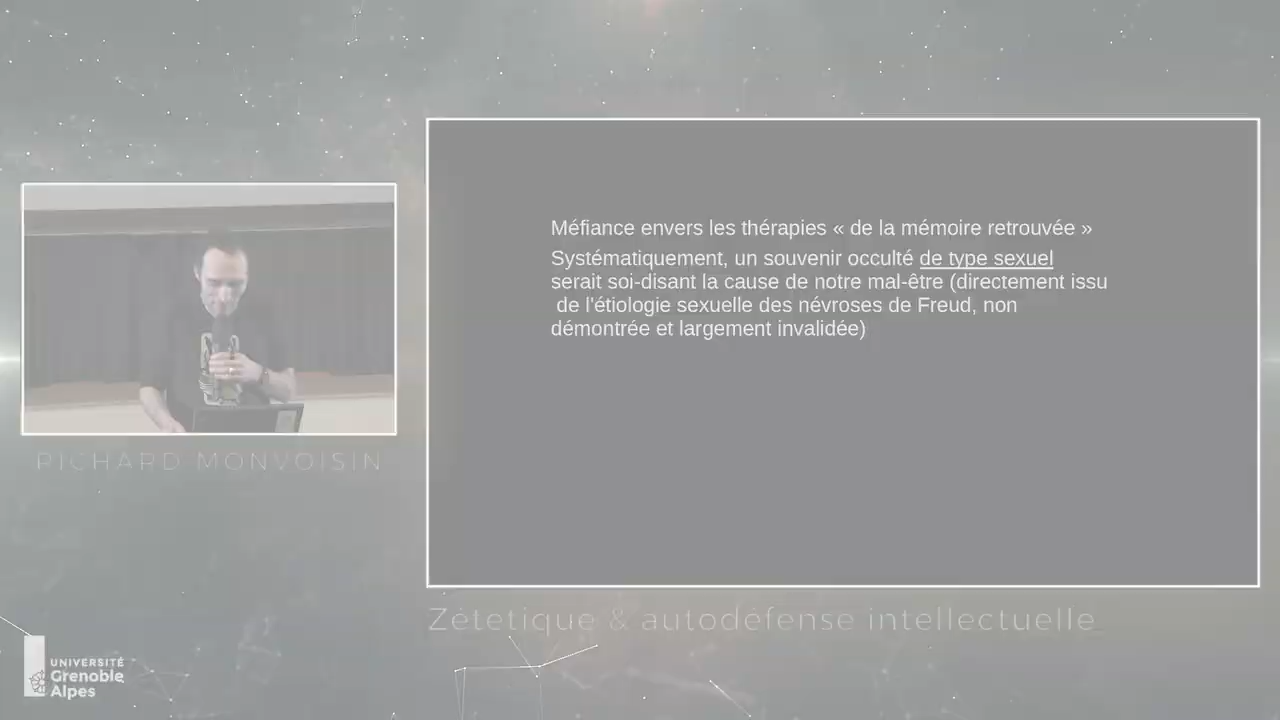 Méfiance envers les thérapies « de la mémoire retrouvée »
Systématiquement, un souvenir occulté de type sexuel
serait soi-disant la cause de notre mal-être (directement issu
de l'étiologie sexuelle des névroses de Freud, non
démontrée et largement invalidée)
RICHARD MONVOISIN
Zétetique & autodéfense intellectuelle
UNIVERSITÉ
Grenoble
Alpes